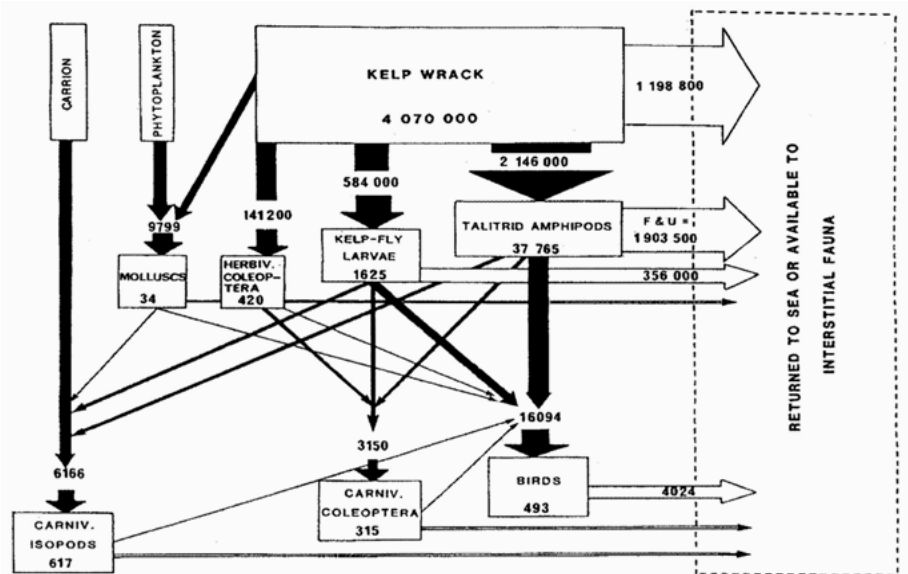 CARRION
PHYTOPLANKTON
KELP WRACK
4 070 000
1 198 800
2 146 000
584 000
141200
9799
TALITRID AMPHIPODS
37 765
F & U =
1 903 500
KELP-FLY
LARVAE
1625
356 000
HERBIV.
COLEOP-
TERA
420
MOLLUSCS
34
RETURNED TO SEA OR AVAILABLE TO
INTERSTITIAL FAUNA
16094
3150
6166
BIRDS
493
4024
CARNIV.
COLEOPTERA
315
CARNIV.
ISOPODS
617